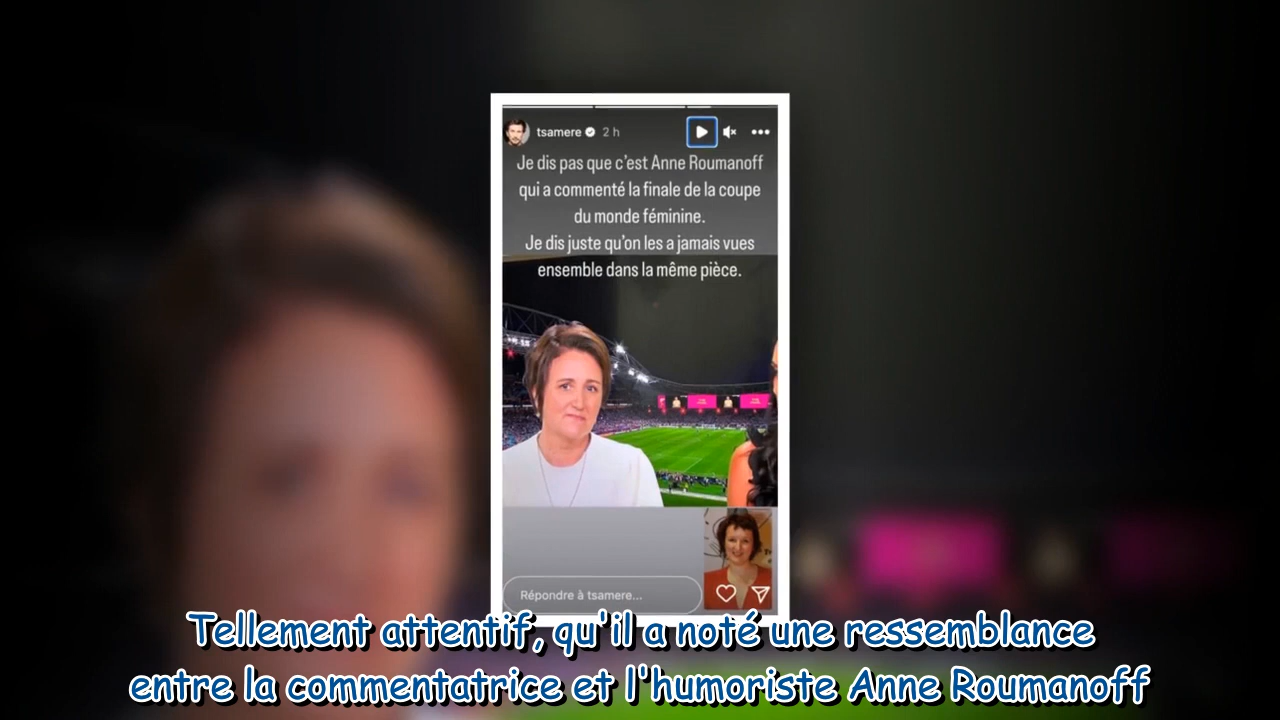 tsamere 2 h
Je dis pas que c'est Anne Roumanoff
qui a commenté la finale de la coupe
du monde féminine.
Je dis juste qu'on les a jamais vues
ensemble dans la même pièce.
Répondre à tsamere...
Tellement attentif, qu'il a noté une ressemblance
entre la commentatrice et l'humoriste Anne Roumanoff